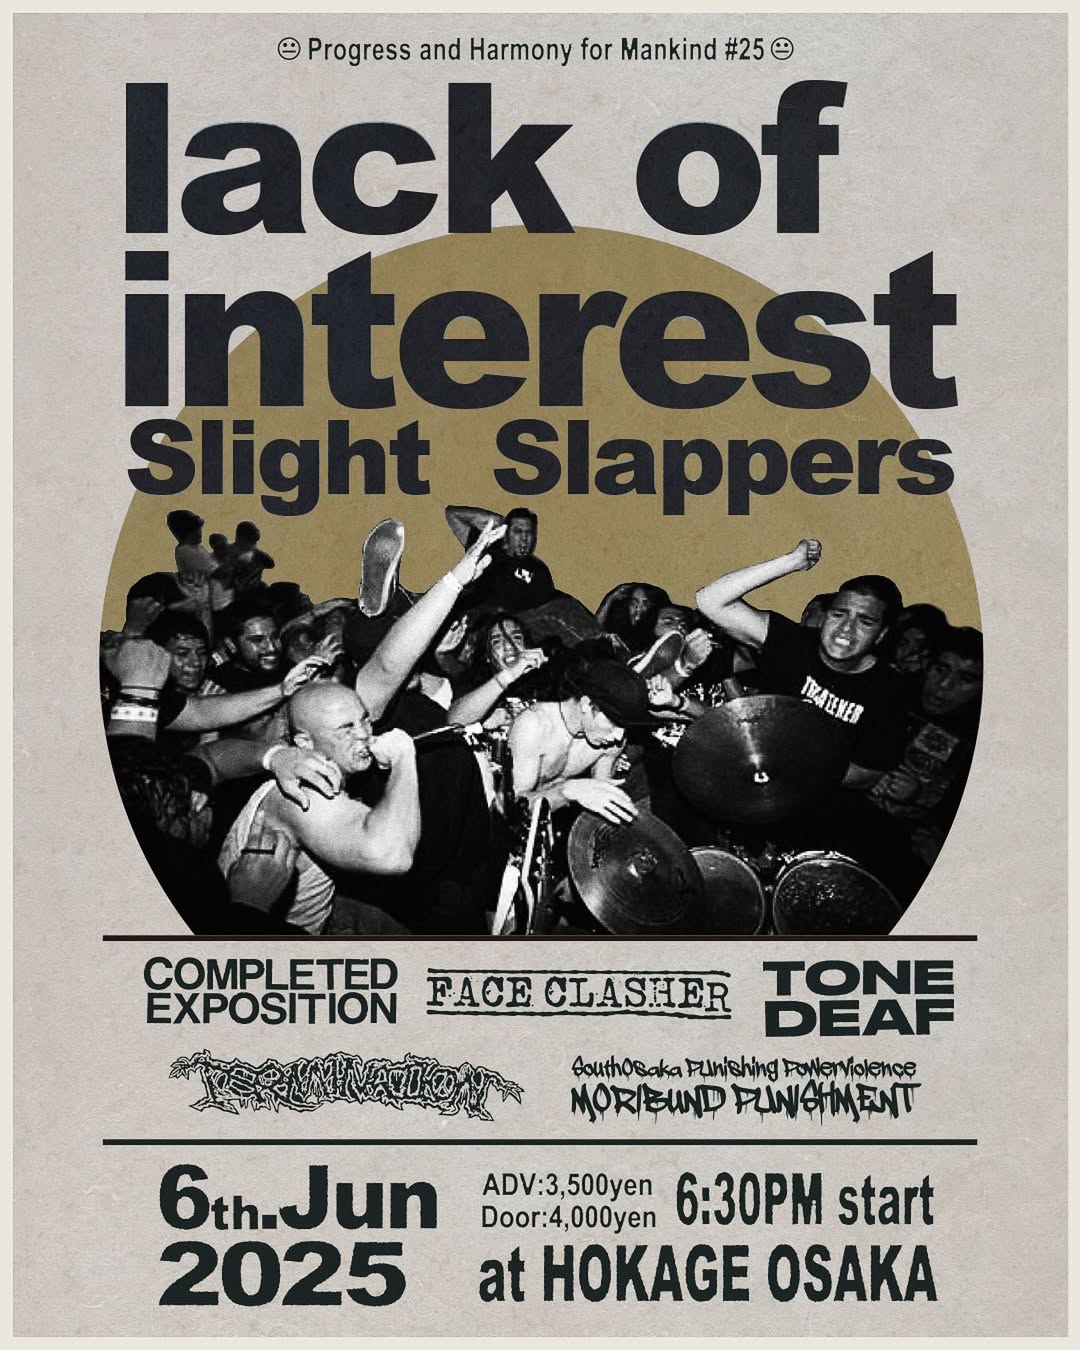 Progress and Harmony for Mankind #25
lack of
interest
Slight Slappers
COMPLETED
EXPOSITION
FACE CLASHER
TONE
DEAF
SouthOsaka Punishing PowerViolence
MORIBUND PUNISHMENT
6th.Jun
2025
ADV:3,500yen
Door:4,000yen
6:30PM start
at HOKAGE OSAKA